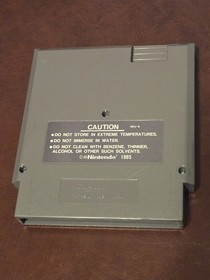 CAUTION
●DO NOT STORE IN EXTREME TEMPERATURES.
●DO NOT IMMERSE IN WATER.
●DO NOT CLEAN WITH BENZENE, THINNER,
ALCOHOL OR OTHER SUCH SOLVENTS.
©Nintendo 1985